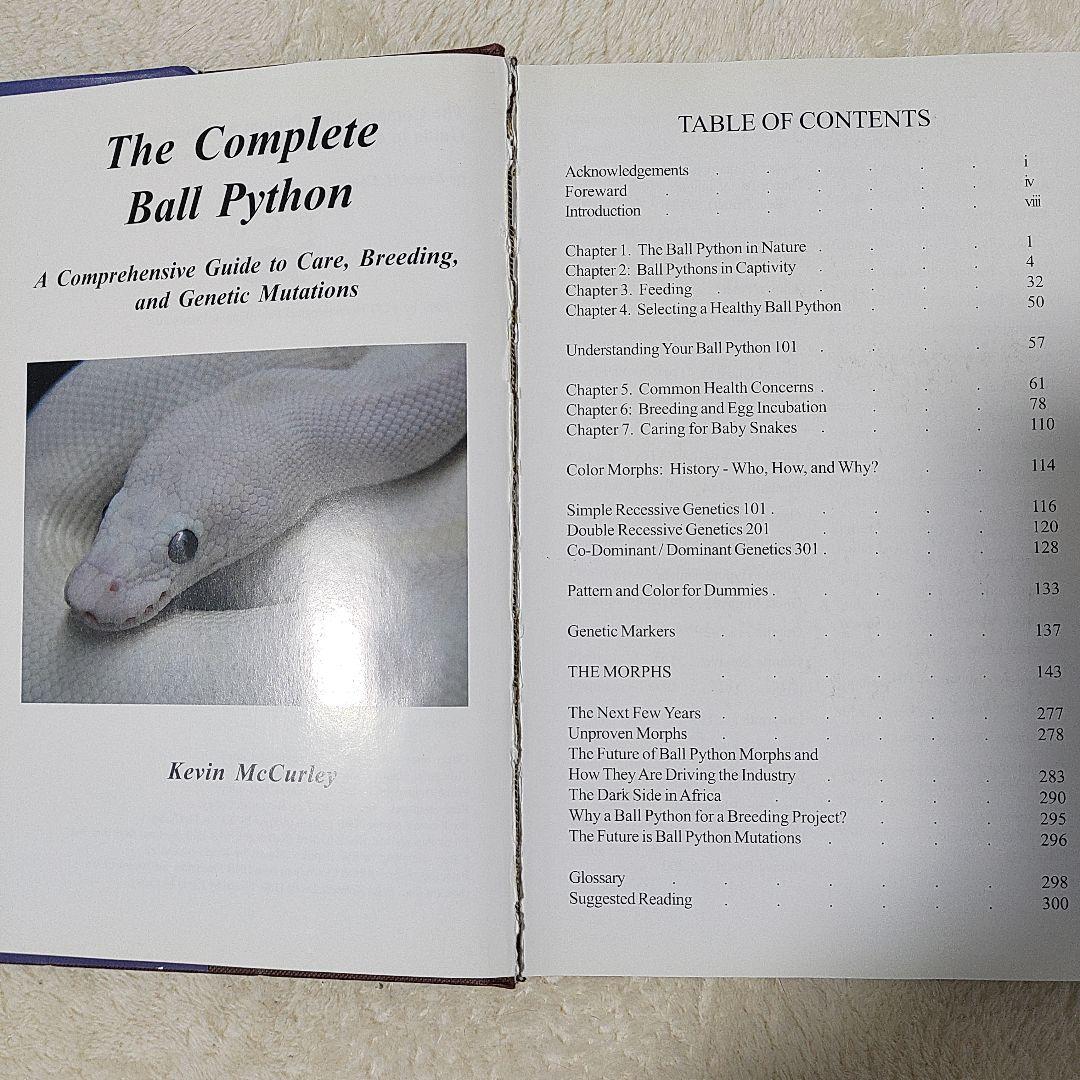 The Complete
Ball Python
A Comprehensive Guide to Care, Breeding,
and Genetic Mutations
Kevin McCurley
TABLE OF CONTENTS
Acknowledgements . . . . . . i
Foreward . . . . . . iv
Introduction . . . . . . viii
Chapter 1. The Ball Python in Nature . . . . 1
Chapter 2: Ball Pythons in Captivity . . . . 4
Chapter 3. Feeding . . . . . . 32
Chapter 4. Selecting a Healthy Ball Python . . . 50
Understanding Your Ball Python 101 . . . . 57
Chapter 5. Common Health Concerns . . . . 61
Chapter 6: Breeding and Egg Incubation . . . 78
Chapter 7. Caring for Baby Snakes . . . . 110
Color Morphs: History - Who, How, and Why? . . 114
Simple Recessive Genetics 101 . . . . . 116
Double Recessive Genetics 201 . . . . 120
Co-Dominant / Dominant Genetics 301 . . . . 128
Pattern and Color for Dummies . . . . . 133
Genetic Markers . . . . . . 137
THE MORPHS . . . . . . 143
The Next Few Years . . . . . . 277
Unproven Morphs . . . . . . 278
The Future of Ball Python Morphs and
How They Are Driving the Industry . . . . 283
The Dark Side in Africa . . . . . 290
Why a Ball Python for a Breeding Project? . . . 295
The Future is Ball Python Mutations . . . . 296
Glossary . . . . . . . 298
Suggested Reading . . . . . . 300